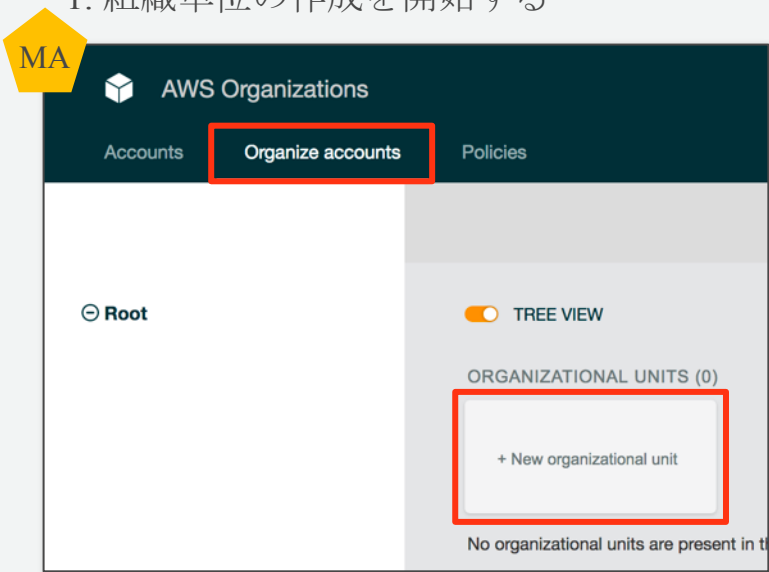 1. 組織単位の作成を開始する
MA
AWS Organizations
Accounts Organize accounts Policies
Root
TREE VIEW
ORGANIZATIONAL UNITS (0)
+ New organizational unit
No organizational units are present in